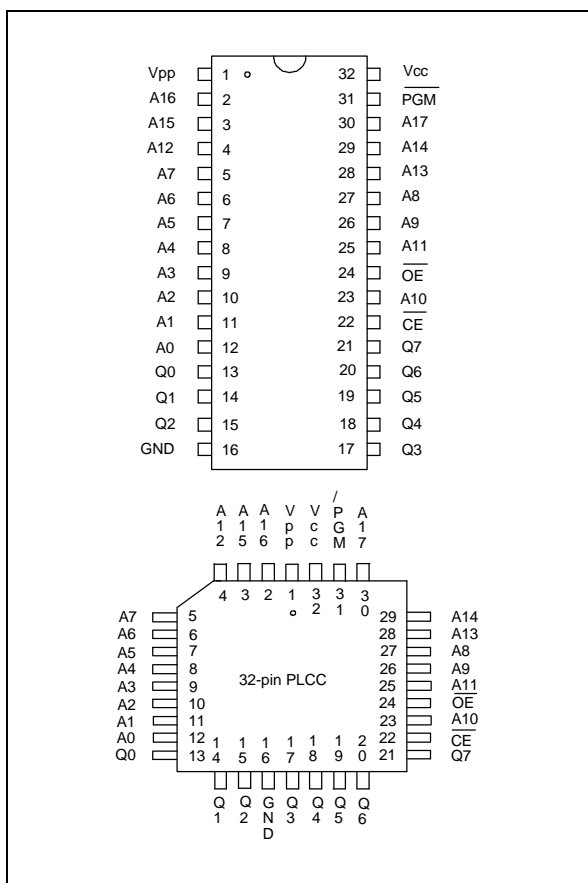 Vpp 1 32 Vcc
A16 2 31 PGM
A15 3 30 A17
A12 4 29 A14
A7 5 28 A13
A6 6 27 A8
A5 7 26 A9
A4 8 25 A11
A3 9 24 OE
A2 10 23 A10
A1 11 22 CE
A0 12 21 Q7
Q0 13 20 Q6
Q1 14 19 Q5
Q2 15 18 Q4
GND 16 17 Q3
A12 A15 A16 Vpp Vcc /PGM A17
4 3 2 1 32 31 30
A7 5 29 A14
A6 6 28 A13
A5 7 27 A8
A4 8 26 A9
A3 9 32-pin PLCC 25 A11
A2 10 24 OE
A1 11 23 A10
A0 12 22 CE
Q0 13 21 Q7
14 15 16 17 18 19 20
Q1 Q2 GND Q3 Q4 Q5 Q6